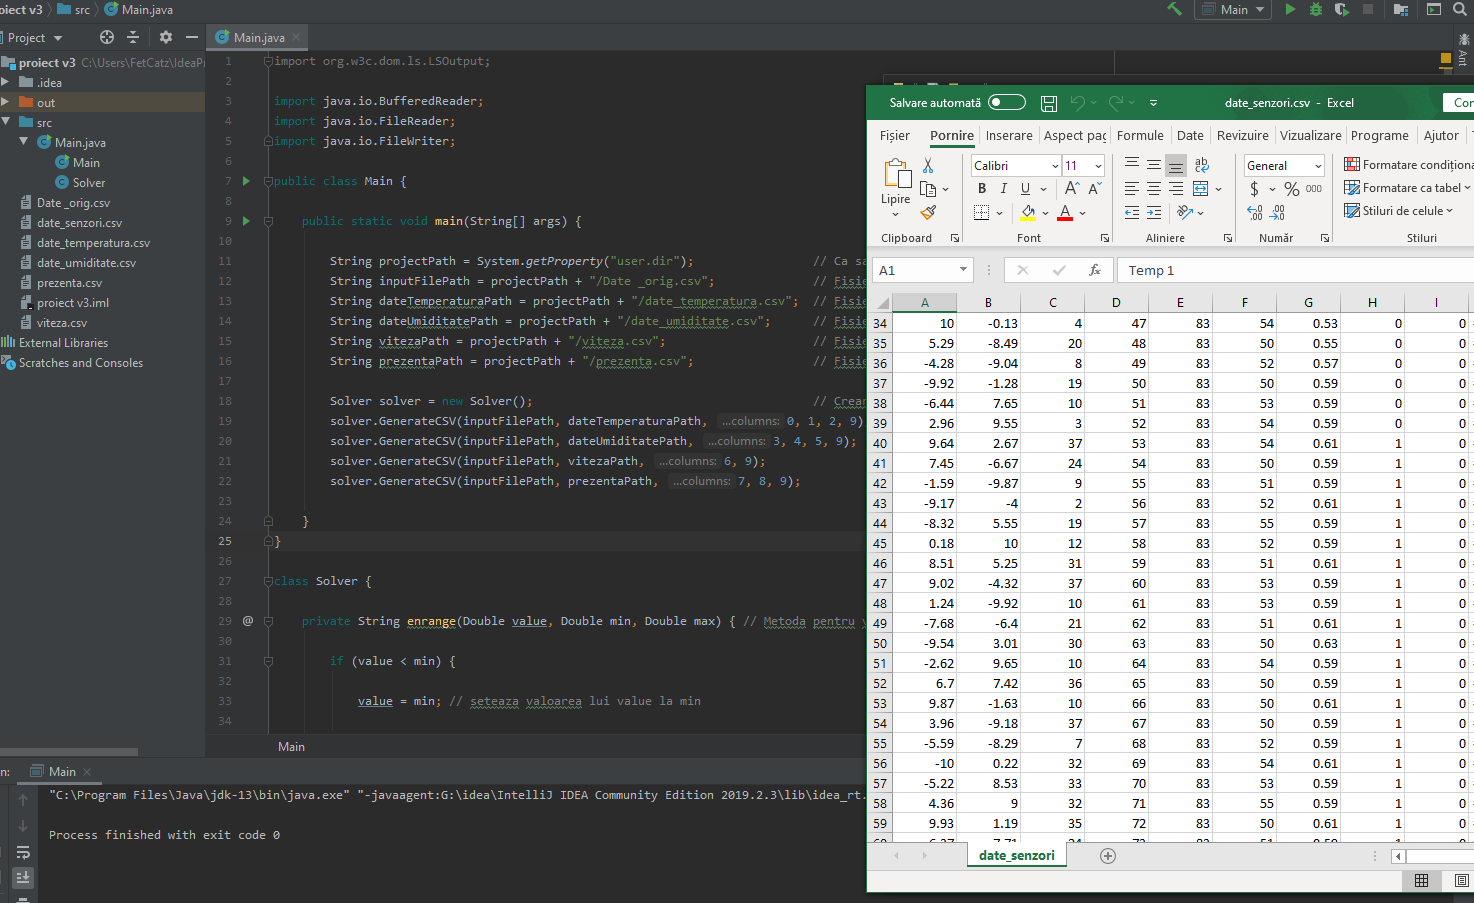 oiect v3 src Main.java
Main
Project
Main.java
Ant
proiect v3 C:\Users\FetCatz\IdeaPr
.idea
out
src
Main.java
Main
Solver
Date _orig.csv
date_senzori.csv
date_temperatura.csv
date_umiditate.csv
prezenta.csv
proiect v3.iml
viteza.csv
External Libraries
Scratches and Consoles
1 import org.w3c.dom.ls.LSOutput;
2
3 import java.io.BufferedReader;
4 import java.io.FileReader;
5 import java.io.FileWriter;
6
7 public class Main {
8
9 public static void main(String[] args) {
10
11 String projectPath = System.getProperty("user.dir"); // Ca sa
12 String inputFilePath = projectPath + "/Date _orig.csv"; // Fisie
13 String dateTemperaturaPath = projectPath + "/date_temperatura.csv"; // Fisie
14 String dateUmiditatePath = projectPath + "/date_umiditate.csv"; // Fisie
15 String vitezaPath = projectPath + "/viteza.csv"; // Fisie
16 String prezentaPath = projectPath + "/prezenta.csv"; // Fisie
17
18 Solver solver = new Solver(); // Crear
19 solver.GenerateCSV(inputFilePath, dateTemperaturaPath, ...columns: 0, 1, 2, 9)
20 solver.GenerateCSV(inputFilePath, dateUmiditatePath, ...columns: 3, 4, 5, 9);
21 solver.GenerateCSV(inputFilePath, vitezaPath, ...columns: 6, 9);
22 solver.GenerateCSV(inputFilePath, prezentaPath, ...columns: 7, 8, 9);
23
24 }
25 }
26
27 class Solver {
28
29 @ private String enrange(Double value, Double min, Double max) { // Metoda pentru v
30
31 if (value < min) {
32
33 value = min; // seteaza valoarea lui value la min
34
Main
n: Main
"C:\Program Files\Java\jdk-13\bin\java.exe" "-javaagent:G:\idea\IntelliJ IDEA Community Edition 2019.2.3\lib\idea_rt.
Process finished with exit code 0
Salvare automată date_senzori.csv - Excel Con
Fișier Pornire Inserare Aspect pag Formule Date Revizuire Vizualizare Programe Ajutor
Lipire
Calibri 11
B I U A A
A
ab
General
$ % 000
Formatare condiționa
Formatare ca tabel
Stiluri de celule
Clipboard Font Aliniere Număr Stiluri
A1 fx Temp 1
A B C D E F G H I
34 10 -0.13 4 47 83 54 0.53 0 0
35 5.29 -8.49 20 48 83 50 0.55 0 0
36 -4.28 -9.04 8 49 83 52 0.57 0 0
37 -9.92 -1.28 19 50 83 50 0.59 0 0
38 -6.44 7.65 10 51 83 53 0.59 0 0
39 2.96 9.55 3 52 83 54 0.59 0 0
40 9.64 2.67 37 53 83 54 0.61 1 0
41 7.45 -6.67 24 54 83 50 0.59 1 0
42 -1.59 -9.87 9 55 83 51 0.59 1 0
43 -9.17 -4 2 56 83 52 0.61 1 0
44 -8.32 5.55 19 57 83 55 0.59 1 0
45 0.18 10 12 58 83 52 0.59 1 0
46 8.51 5.25 31 59 83 51 0.61 1 0
47 9.02 -4.32 37 60 83 53 0.59 1 0
48 1.24 -9.92 10 61 83 53 0.59 1 0
49 -7.68 -6.4 21 62 83 51 0.61 1 0
50 -9.54 3.01 30 63 83 50 0.63 1 0
51 -2.62 9.65 10 64 83 54 0.59 1 0
52 6.7 7.42 36 65 83 50 0.59 1 0
53 9.87 -1.63 10 66 83 50 0.61 1 0
54 3.96 -9.18 37 67 83 50 0.59 1 0
55 -5.59 -8.29 7 68 83 52 0.59 1 0
56 -10 0.22 32 69 83 54 0.61 1 0
57 -5.22 8.53 33 70 83 53 0.59 1 0
58 4.36 9 32 71 83 55 0.59 1 0
59 9.93 1.19 35 72 83 50 0.61 1 0
date_senzori